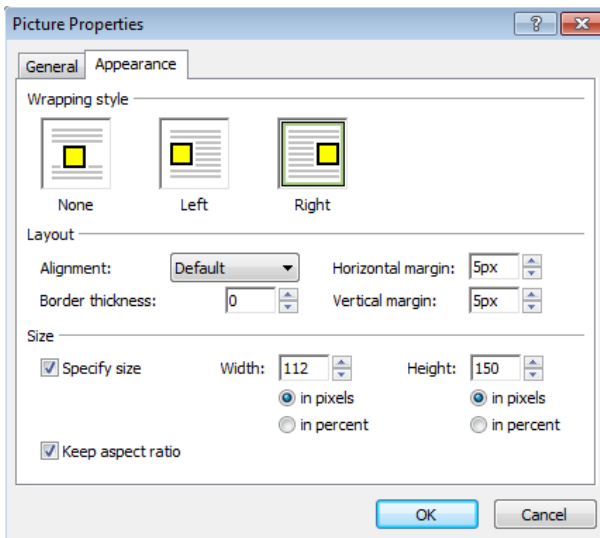 Picture Properties
?
General Appearance
Wrapping style
None Left Right
Layout
Alignment: Default Horizontal margin: 5px
Border thickness: 0 Vertical margin: 5px
Size
Specify size Width: 112 Height: 150
in pixels in pixels
in percent in percent
Keep aspect ratio
OK Cancel